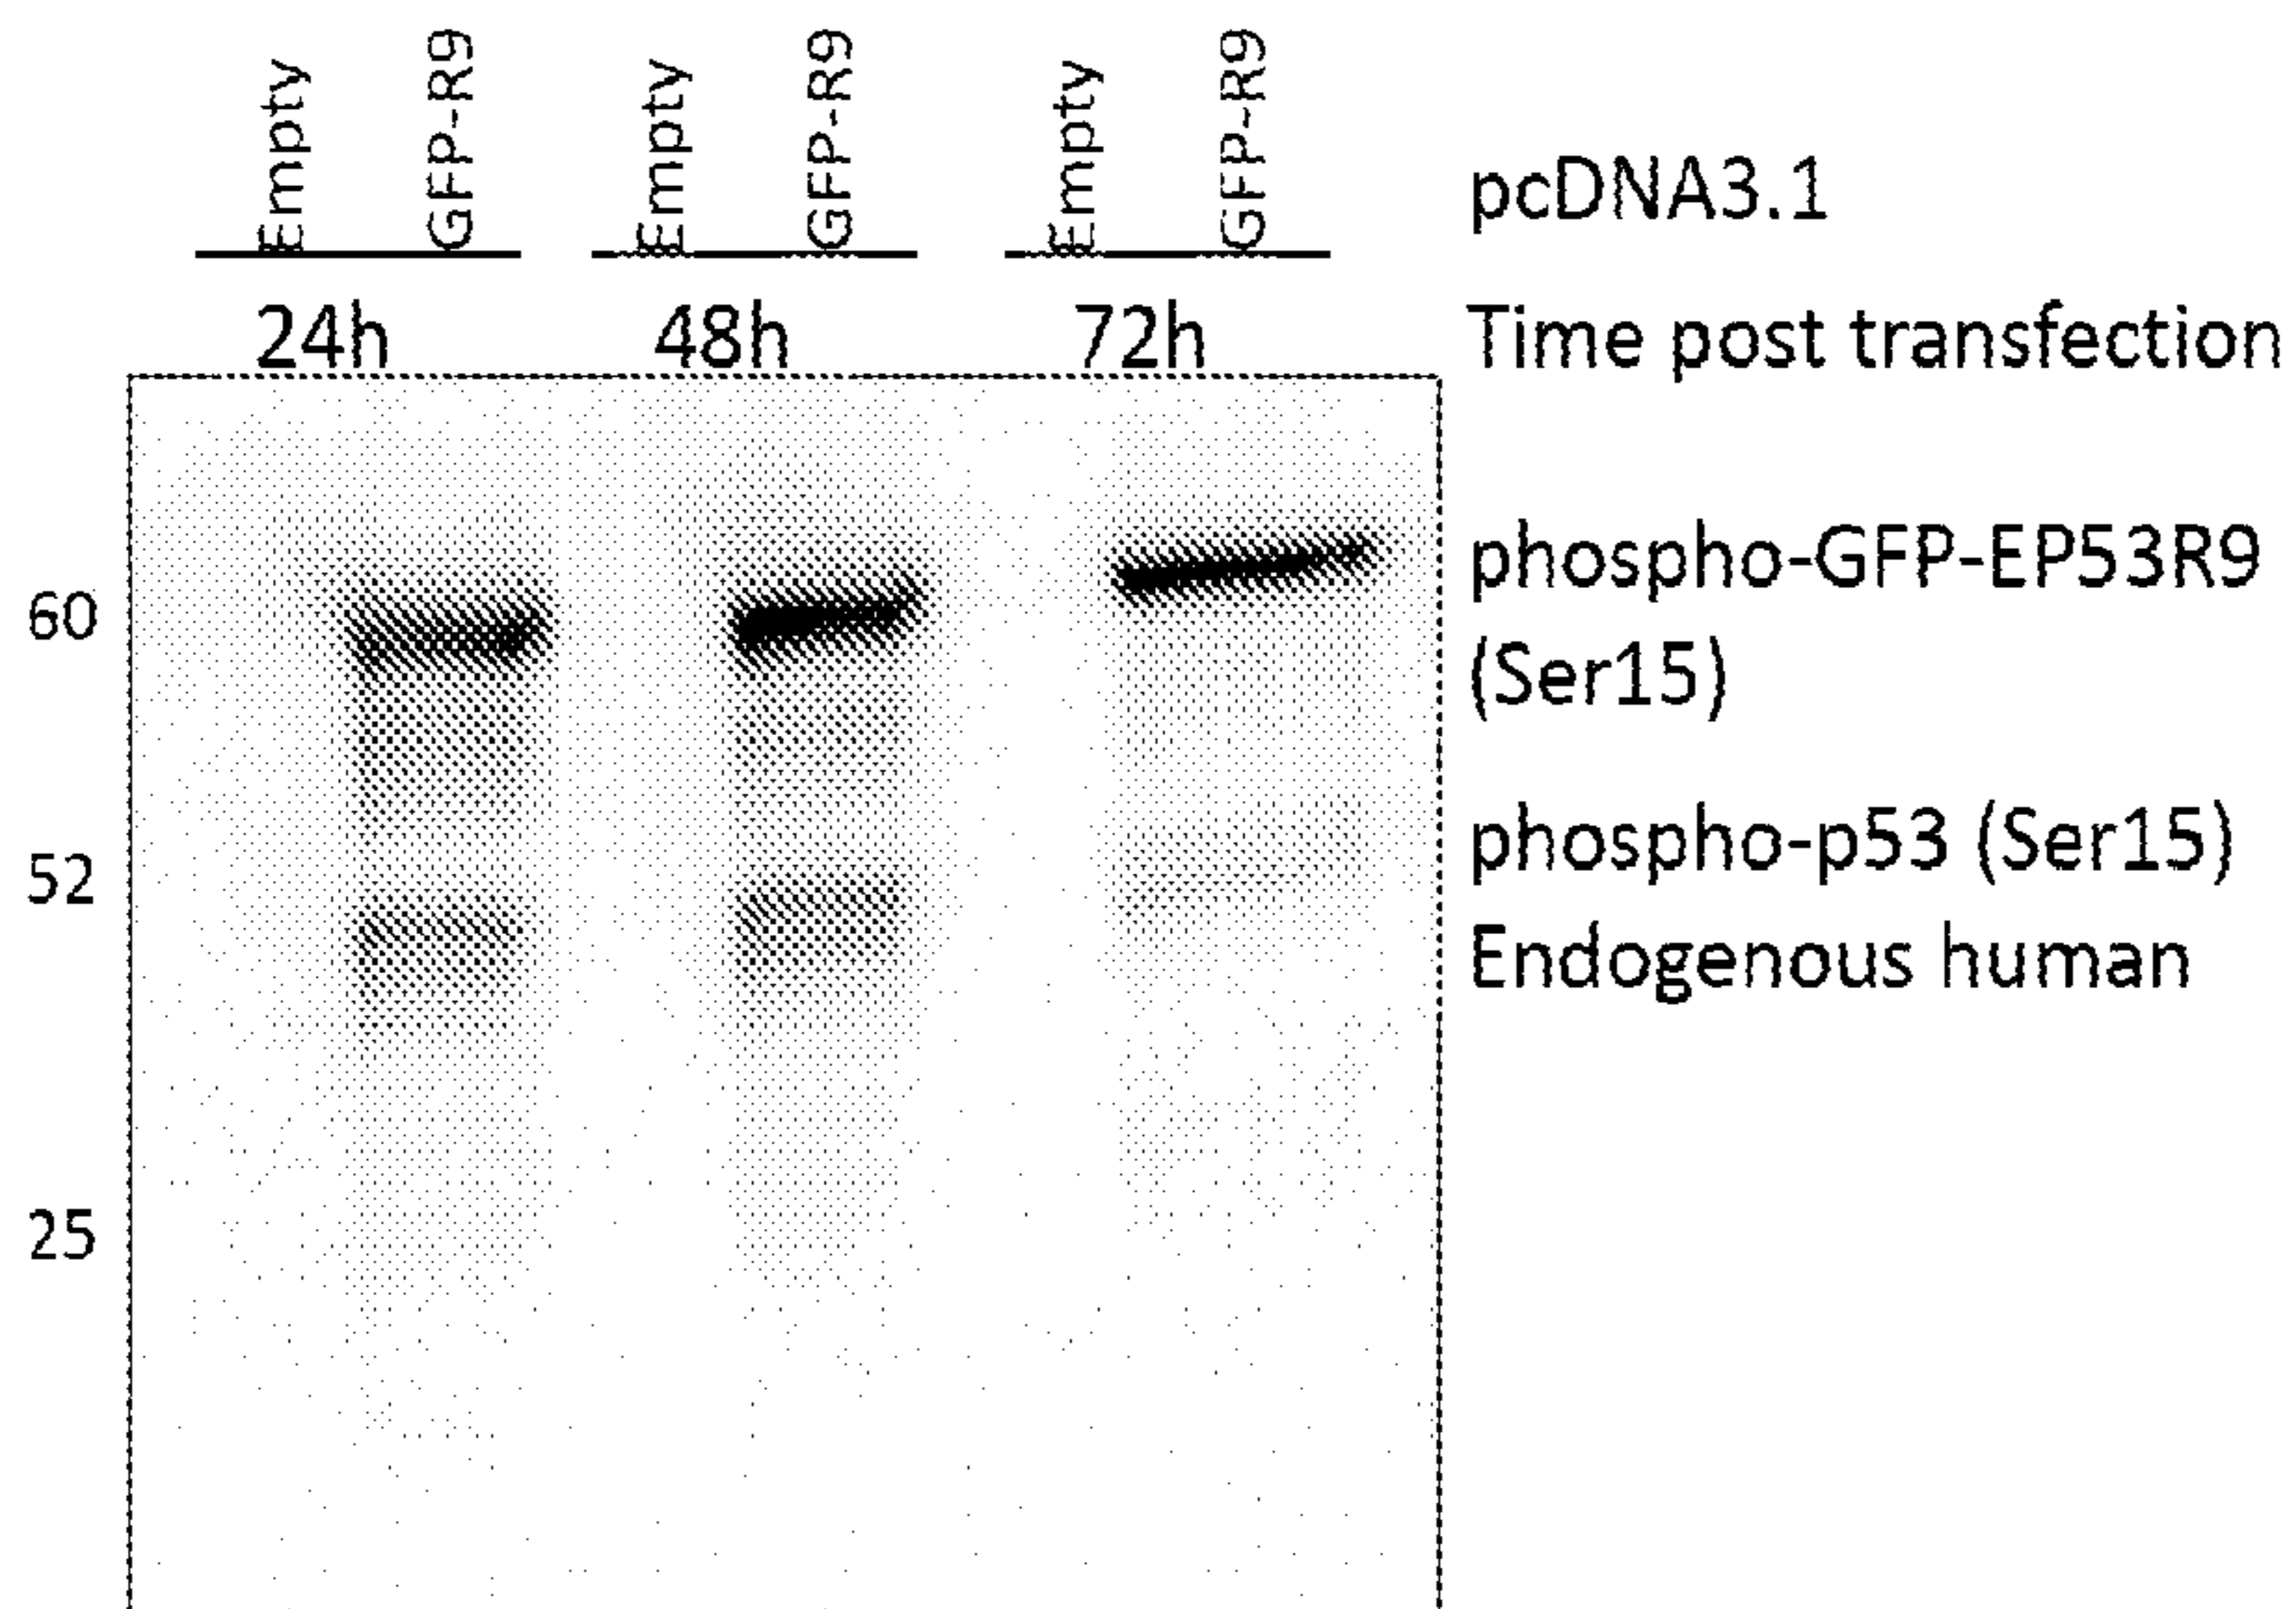 Empty GFP-R9 Empty GFP-R9 Empty GFP-R9 pcDNA3.1
24h 48h 72h Time post transfection
phospho-GFP-EP53R9
60
(Ser15)
phospho-p53 (Ser15)
52
Endogenous human
25